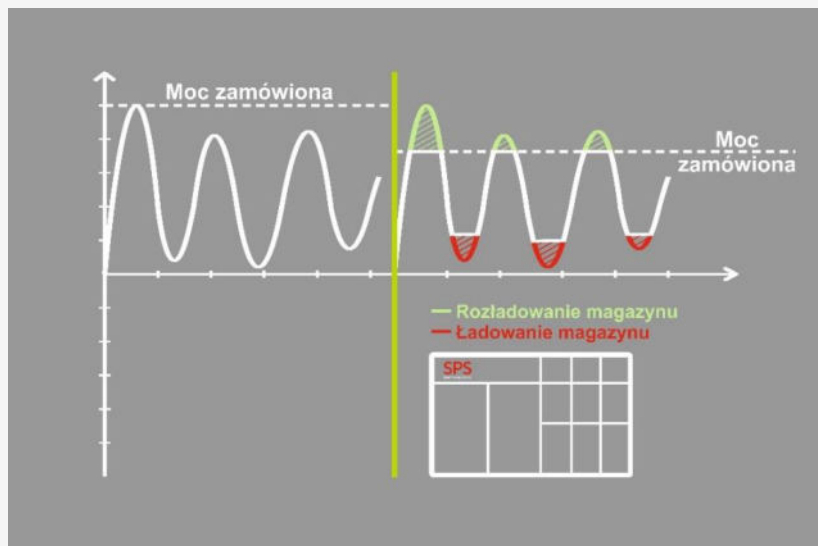 Moc zamówiona
Moc
zamówiona
Rozładowanie magazynu
Ładowanie magazynu
SPS